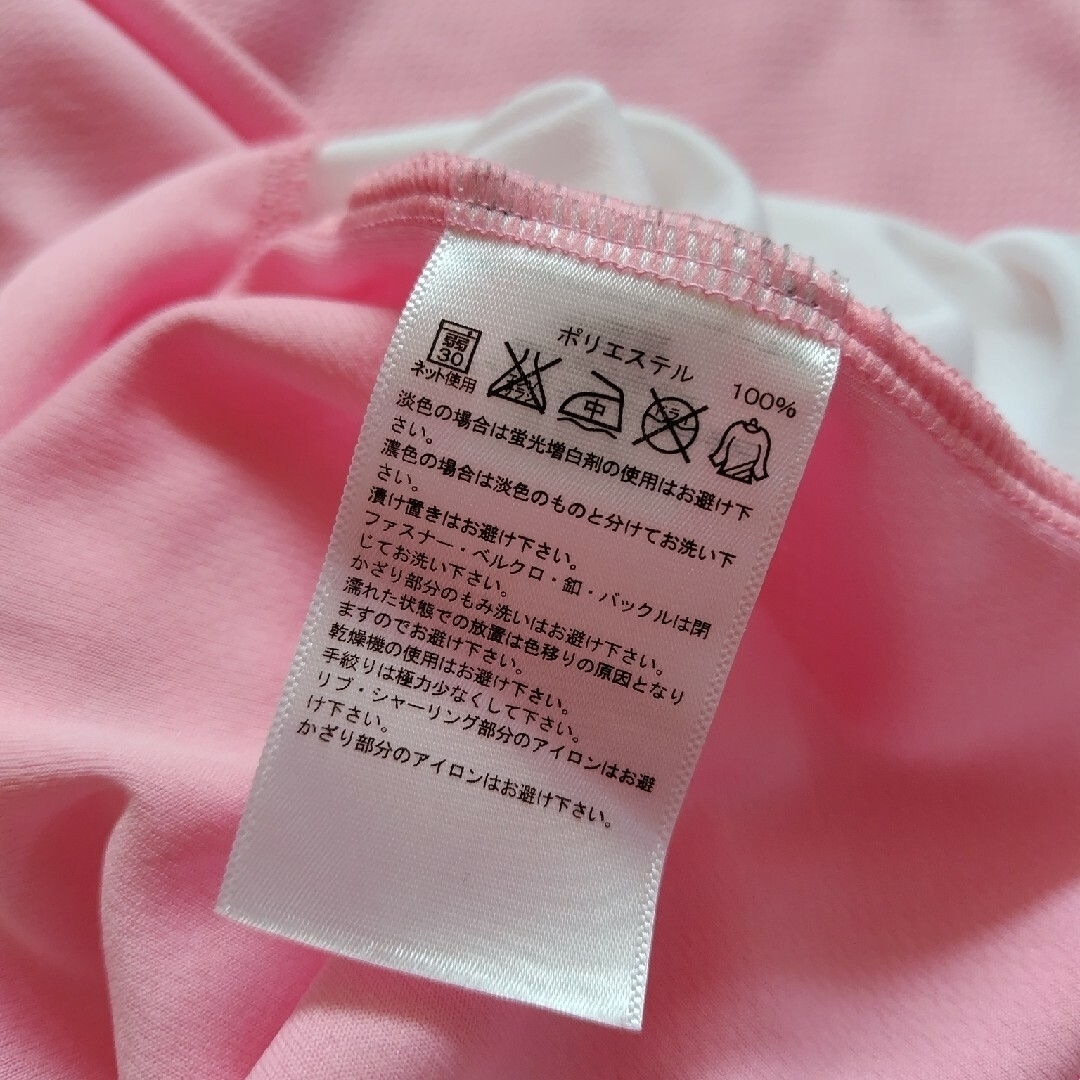 ポリエステル 100%
弱
30
ネット使用
エンソ
サラシ
中
ドライ
淡色の場合は蛍光増白剤の使用はお避け下
さい。
濃色の場合は淡色のものと分けてお洗い下
さい。
漬け置きはお避け下さい。
ファスナー・ベルクロ・釦・バックルは閉
じてお洗い下さい。
かざり部分のもみ洗いはお避け下さい。
濡れた状態での放置は色移りの原因となり
ますのでお避け下さい。
乾燥機の使用はお避け下さい。
手絞りは極力少なくして下さい。
リブ・シャーリング部分のアイロンはお避
け下さい。
かざり部分のアイロンはお避け下さい。